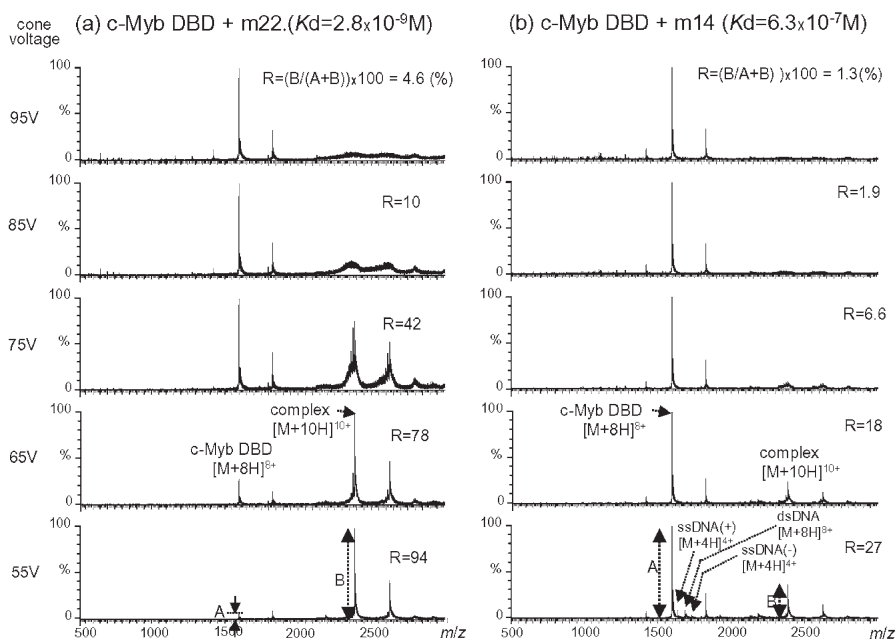 cone voltage
(a) c-Myb DBD + m22.(Kd=2.8x10⁻⁹M)
(b) c-Myb DBD + m14 (Kd=6.3x10⁻⁷M)
95V
100
%
0
R=(B/(A+B))x100 = 4.6 (%)
100
%
0
R=(B/A+B) )x100 = 1.3(%)
85V
100
%
0
R=10
100
%
0
R=1.9
75V
100
%
0
R=42
100
%
0
R=6.6
65V
100
%
0
c-Myb DBD
[M+8H]⁸⁺
complex
[M+10H]¹⁰⁺
R=78
100
%
0
c-Myb DBD
[M+8H]⁸⁺
complex
[M+10H]¹⁰⁺
R=18
55V
100
%
0
A
B
R=94
500 1000 1500 2000 2500 m/z
100
%
0
A
ssDNA(+)
[M+4H]⁴⁺
dsDNA
[M+8H]⁸⁺
ssDNA(-)
[M+4H]⁴⁺
B
R=27
500 1000 1500 2000 2500 m/z